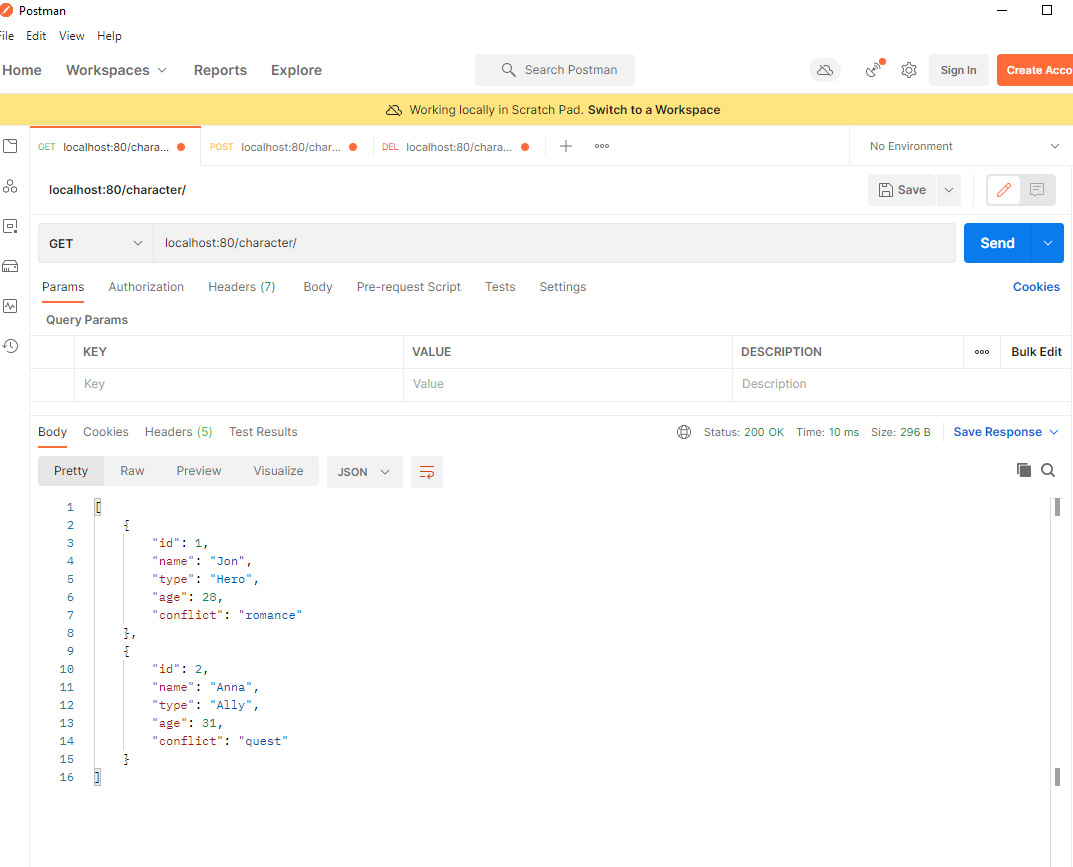 Postman
File Edit View Help
Home Workspaces Reports Explore Search Postman Sign In Create Acco
Working locally in Scratch Pad. Switch to a Workspace
GET localhost:80/chara... POST localhost:80/char... DEL localhost:80/chara... No Environment
localhost:80/character/ Save
GET localhost:80/character/ Send
Params Authorization Headers (7) Body Pre-request Script Tests Settings Cookies
Query Params
KEY VALUE DESCRIPTION Bulk Edit
Key Value Description
Body Cookies Headers (5) Test Results Status: 200 OK Time: 10 ms Size: 296 B Save Response
Pretty Raw Preview Visualize JSON
1 [
2 {
3 "id": 1,
4 "name": "Jon",
5 "type": "Hero",
6 "age": 28,
7 "conflict": "romance"
8 },
9 {
10 "id": 2,
11 "name": "Anna",
12 "type": "Ally",
13 "age": 31,
14 "conflict": "quest"
15 }
16 ]